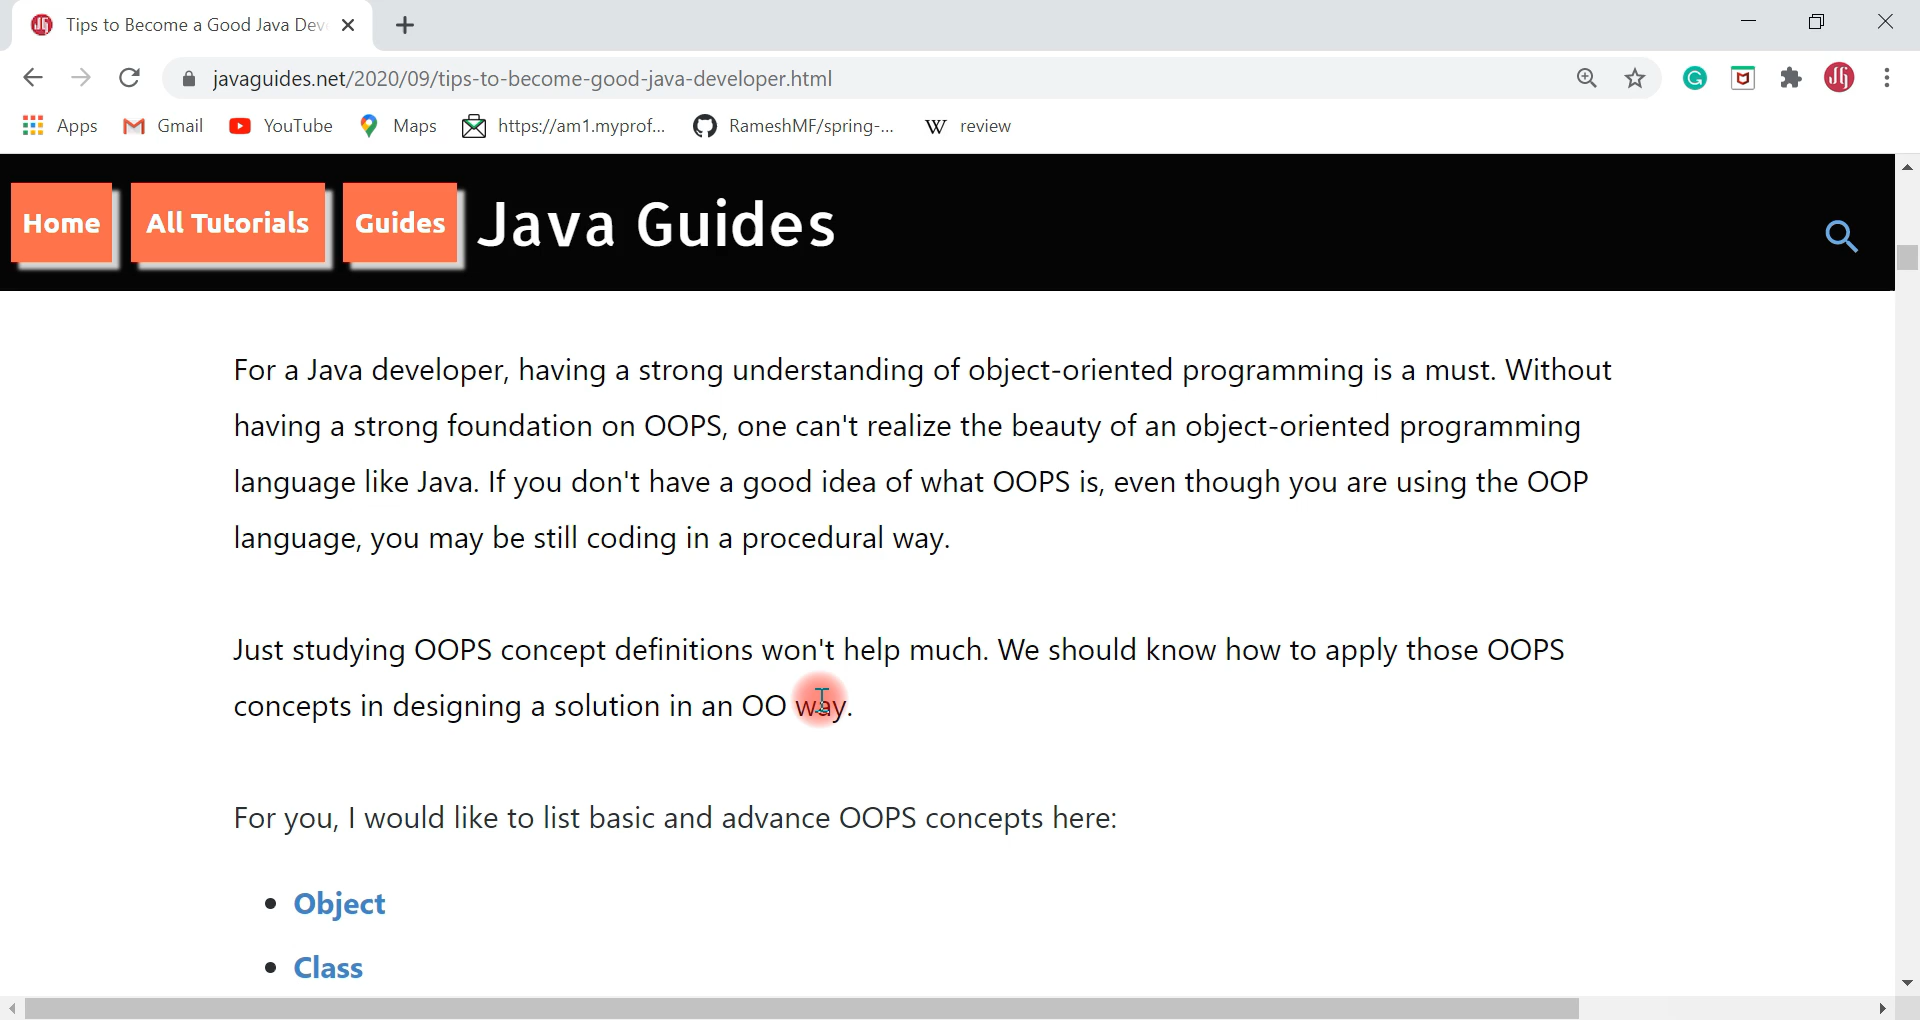 Tips to Become a Good Java Dev
javaguides.net/2020/09/tips-to-become-good-java-developer.html
Apps Gmail YouTube Maps https://am1.myprof... RameshMF/spring-... W review
Home All Tutorials Guides Java Guides
For a Java developer, having a strong understanding of object-oriented programming is a must. Without
having a strong foundation on OOPS, one can't realize the beauty of an object-oriented programming
language like Java. If you don't have a good idea of what OOPS is, even though you are using the OOP
language, you may be still coding in a procedural way.
Just studying OOPS concept definitions won't help much. We should know how to apply those OOPS
concepts in designing a solution in an OO way.
For you, I would like to list basic and advance OOPS concepts here:
• Object
• Class